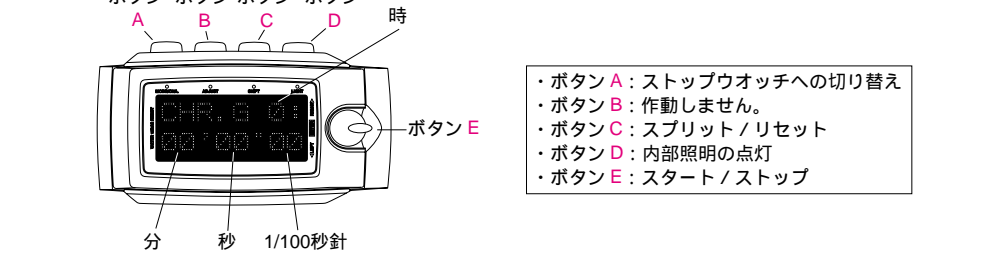 ボタン ボタン ボタン ボタン
A B C D
時
CHR.G 0:
00'00"00
ボタン E
分 秒 1/100秒針
・ボタン A：ストップウオッチへの切り替え
・ボタン B：作動しません。
・ボタン C：スプリット / リセット
・ボタン D：内部照明の点灯
・ボタン E：スタート / ストップ